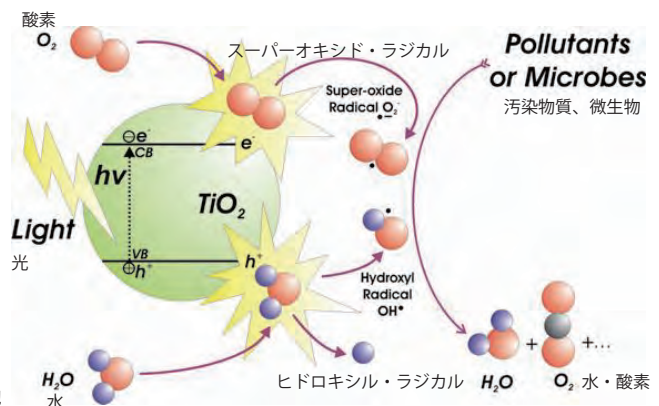 酸素
O₂
スーパーオキシド・ラジカル
Pollutants
or Microbes
汚染物質、微生物
Super-oxide
Radical O₂⁻
⊖e⁻
CB
e⁻
hν
TiO₂
Light
光
VB
⊕h⁺
h⁺
Hydroxyl
Radical
OH•
H₂O
水
ヒドロキシル・ラジカル
H₂O + O₂ +...
水・酸素